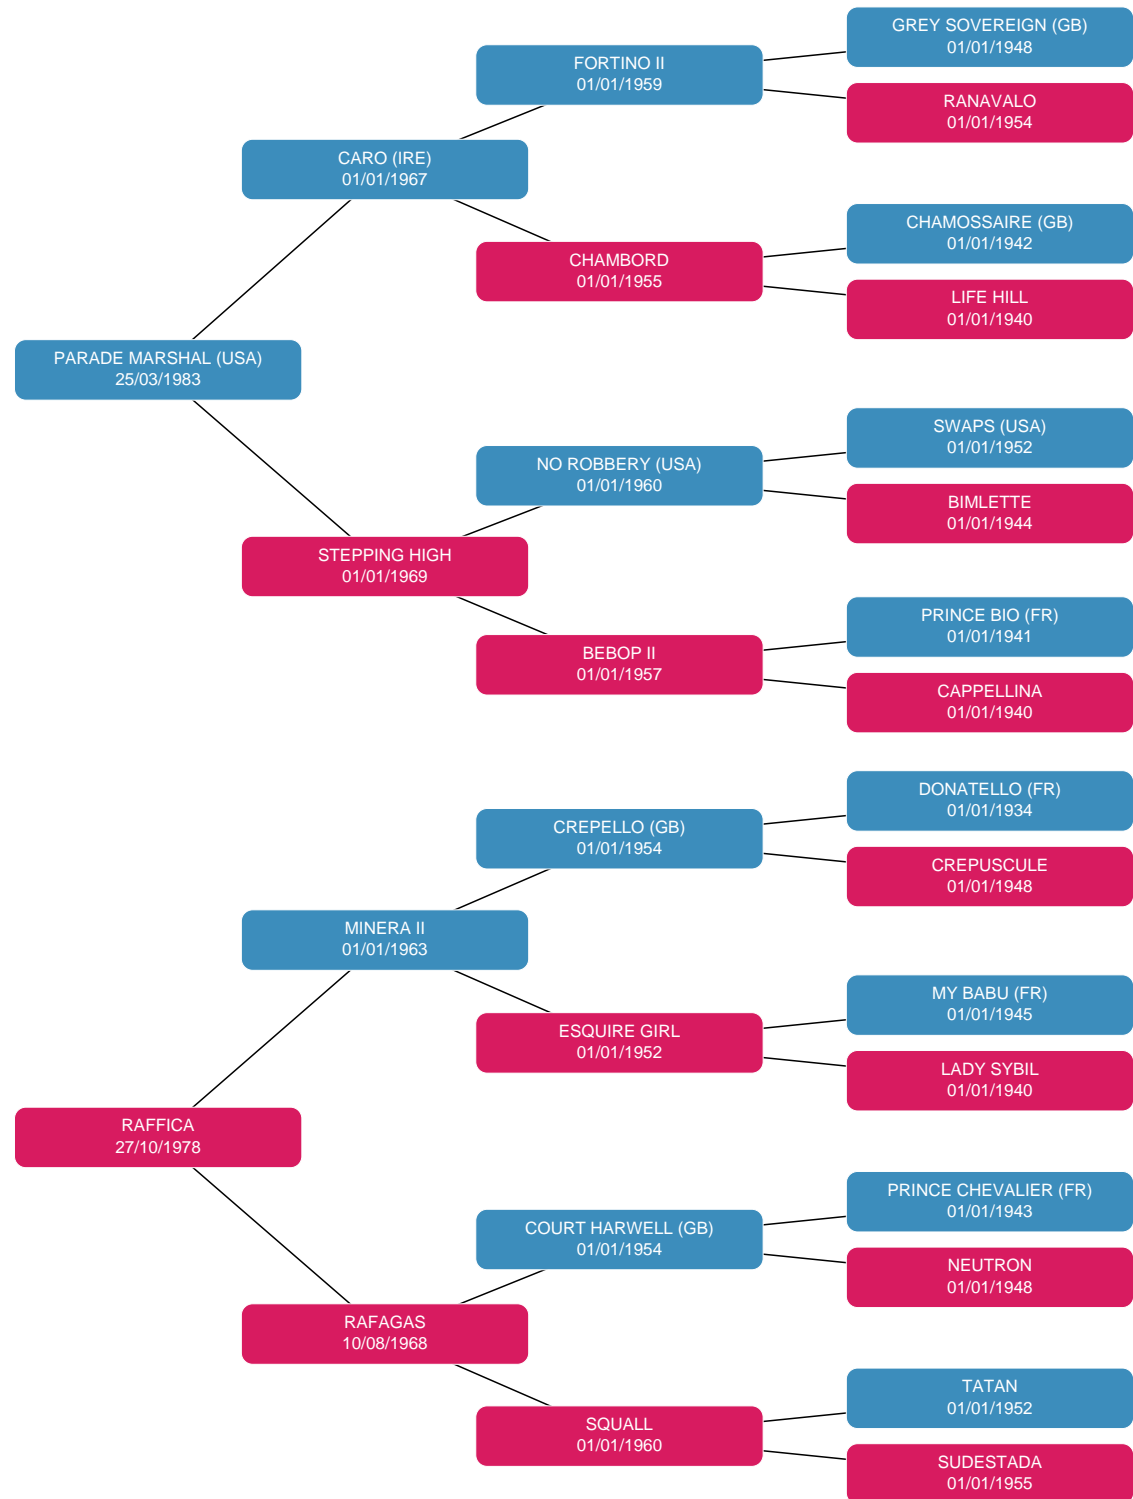 GREY SOVEREIGN (GB)
01/01/1948
FORTINO II
01/01/1959
RANAVALO
01/01/1954
CARO (IRE)
01/01/1967
CHAMOSSAIRE (GB)
01/01/1942
CHAMBORD
01/01/1955
LIFE HILL
01/01/1940
PARADE MARSHAL (USA)
25/03/1983
SWAPS (USA)
01/01/1952
NO ROBBERY (USA)
01/01/1960
BIMLETTE
01/01/1944
STEPPING HIGH
01/01/1969
PRINCE BIO (FR)
01/01/1941
BEBOP II
01/01/1957
CAPPELLINA
01/01/1940
DONATELLO (FR)
01/01/1934
CREPELLO (GB)
01/01/1954
CREPUSCULE
01/01/1948
MINERA II
01/01/1963
MY BABU (FR)
01/01/1945
ESQUIRE GIRL
01/01/1952
LADY SYBIL
01/01/1940
RAFFICA
27/10/1978
PRINCE CHEVALIER (FR)
01/01/1943
COURT HARWELL (GB)
01/01/1954
NEUTRON
01/01/1948
RAFAGAS
10/08/1968
TATAN
01/01/1952
SQUALL
01/01/1960
SUDESTADA
01/01/1955